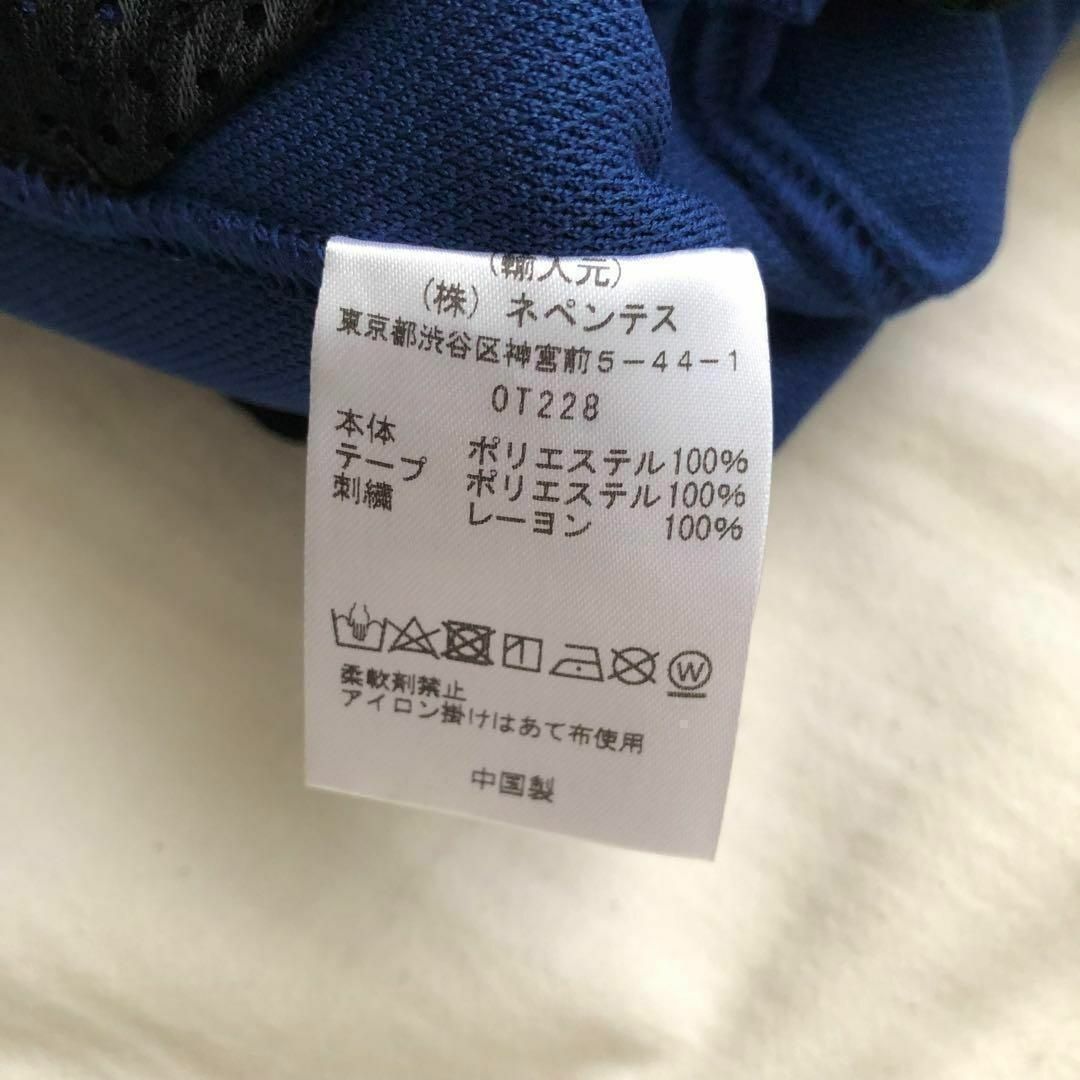 (輸入元)
(株) ネペンテス
東京都渋谷区神宮前5-44-1
OT228
本体 ポリエステル100%
テープ ポリエステル100%
刺繍 レーヨン 100%
W
柔軟剤禁止
アイロン掛けはあて布使用
中国製